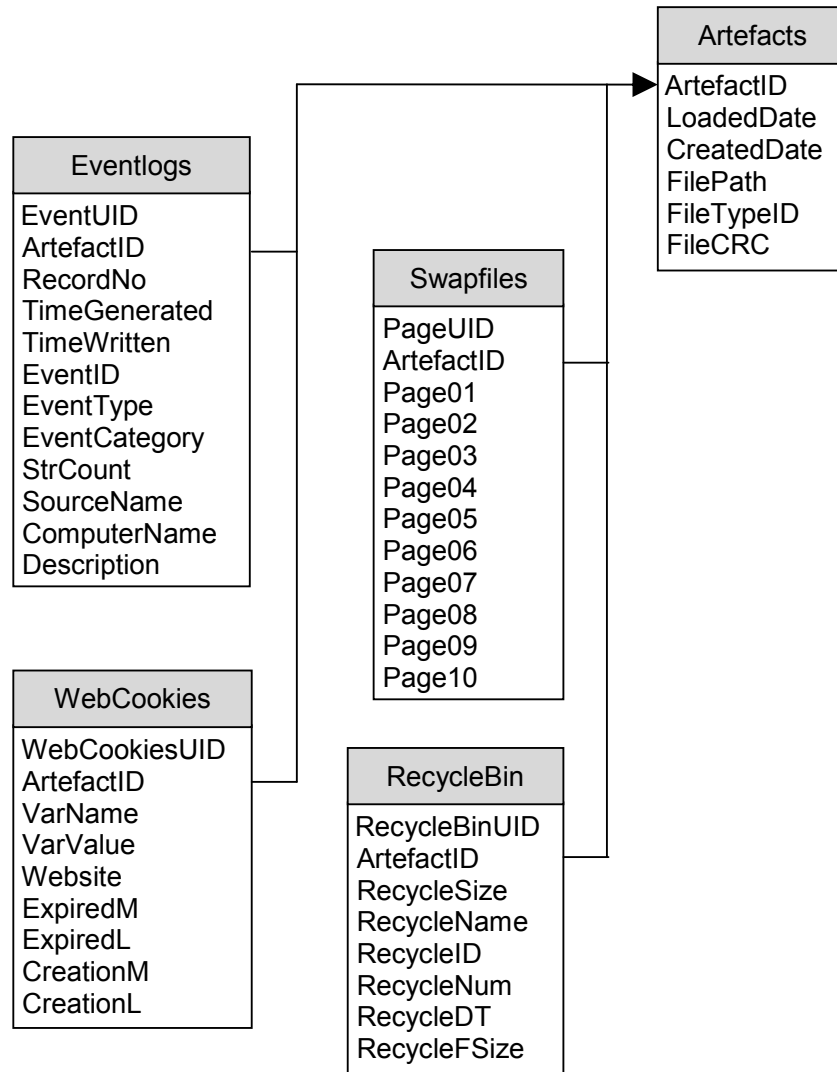 Artefacts
ArtefactID
LoadedDate
CreatedDate
FilePath
FileTypeID
FileCRC
Eventlogs
EventUID
ArtefactID
RecordNo
TimeGenerated
TimeWritten
EventID
EventType
EventCategory
StrCount
SourceName
ComputerName
Description
Swapfiles
PageUID
ArtefactID
Page01
Page02
Page03
Page04
Page05
Page06
Page07
Page08
Page09
Page10
WebCookies
WebCookiesUID
ArtefactID
VarName
VarValue
Website
ExpiredM
ExpiredL
CreationM
CreationL
RecycleBin
RecycleBinUID
ArtefactID
RecycleSize
RecycleName
RecycleID
RecycleNum
RecycleDT
RecycleFSize